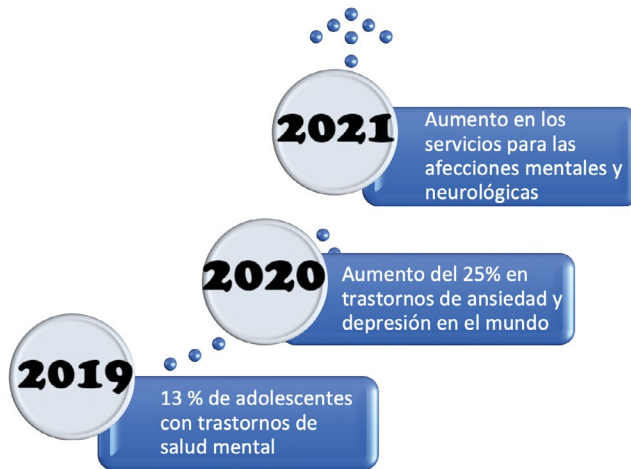 2021
Aumento en los
servicios para las
afecciones mentales y
neurológicas
2020
Aumento del 25% en
trastornos de ansiedad y
depresión en el mundo
2019
13 % de adolescentes
con trastornos de
salud mental